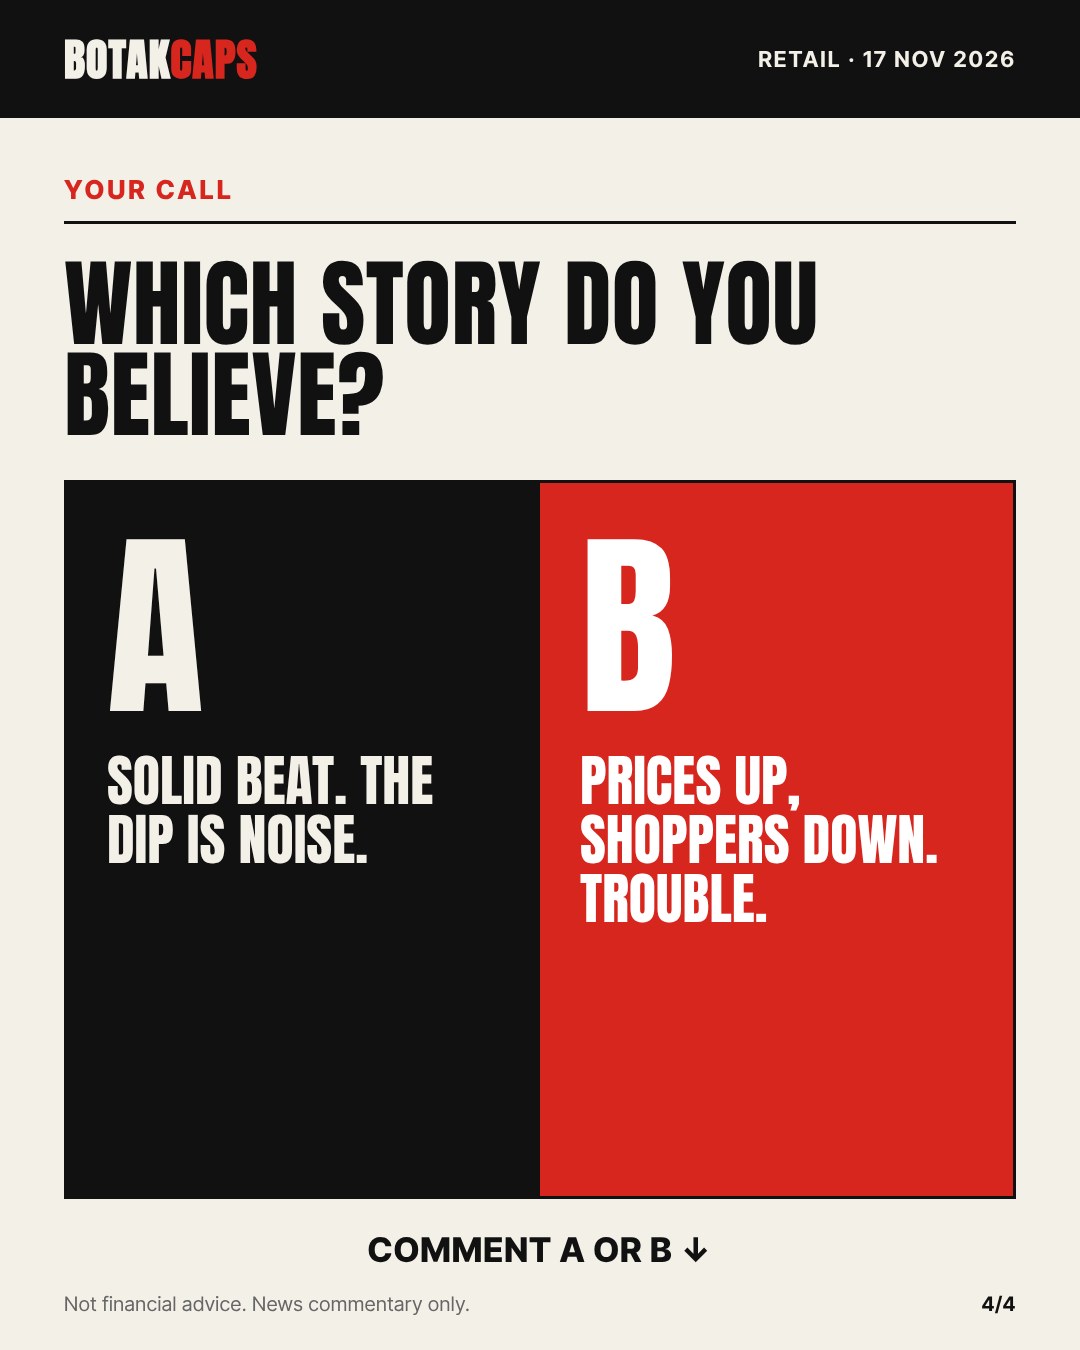 BOTAKCAPS
RETAIL · 17 NOV 2026
YOUR CALL
WHICH STORY DO YOU
BELIEVE?
A
SOLID BEAT. THE
DIP IS NOISE.
B
PRICES UP,
SHOPPERS DOWN.
TROUBLE.
COMMENT A OR B ↓
Not financial advice. News commentary only.
4/4